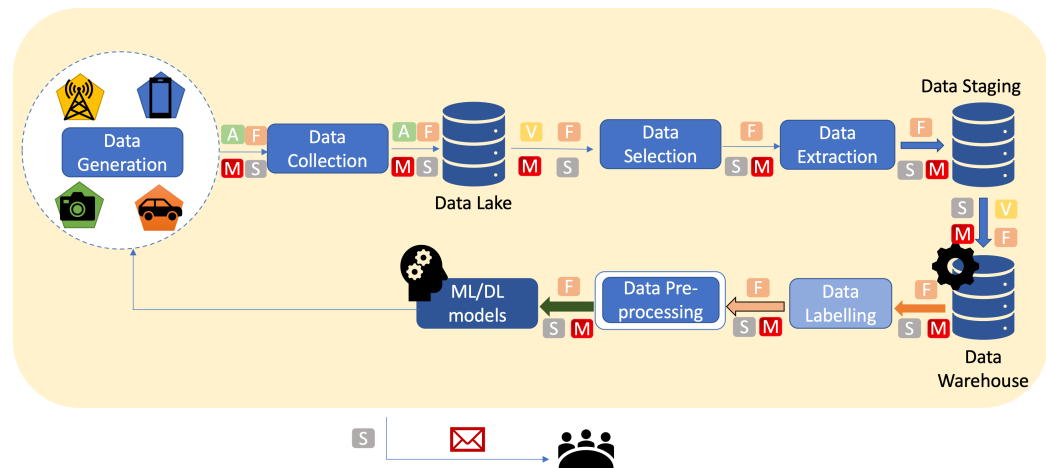 Data Staging
Data
Generation
A F
M S
Data
Collection
A F
M S
Data Lake
V F
M S
Data
Selection
F
S M
Data
Extraction
F
S M
S V
M F
Data
Warehouse
F
S M
Data
Labelling
F
S M
Data Pre-
processing
F
S M
ML/DL
models
S